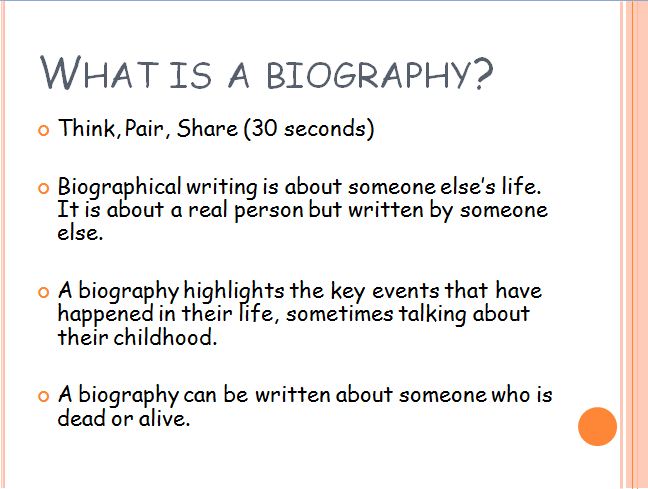 What is a biography?
Think, Pair, Share (30 seconds)
Biographical writing is about someone else's life.
It is about a real person but written by someone
else.
A biography highlights the key events that have
happened in their life, sometimes talking about
their childhood.
A biography can be written about someone who is
dead or alive.